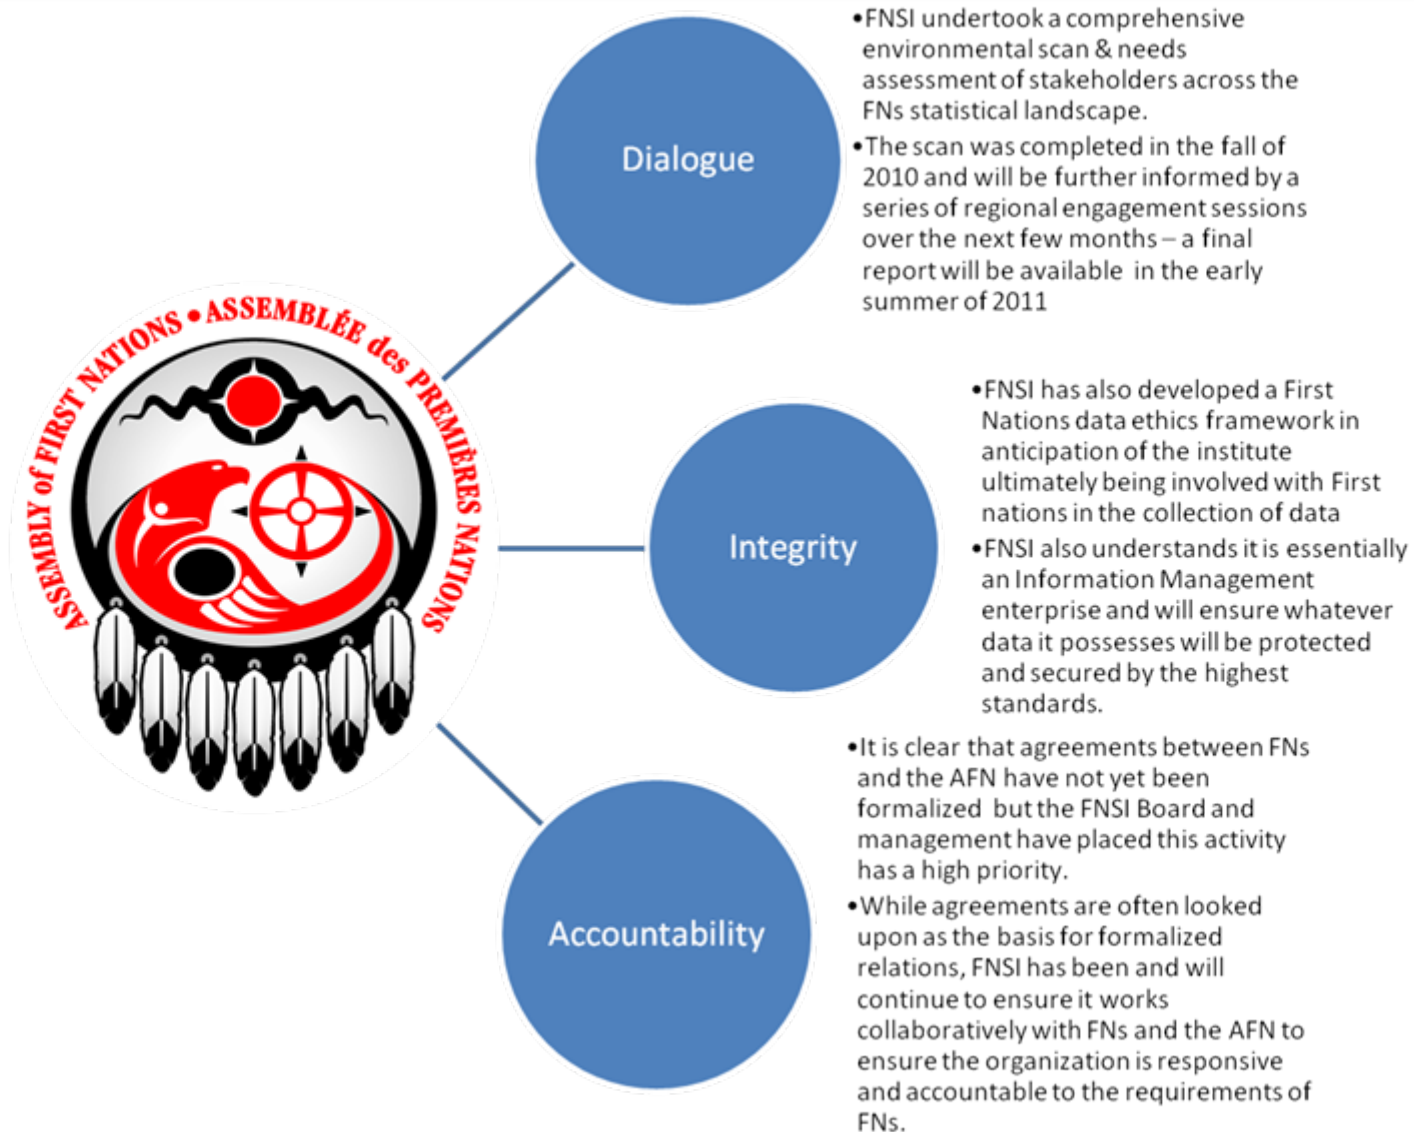 ASSEMBLY of FIRST NATIONS • ASSEMBLÉE des PREMIÈRES NATIONS
Dialogue
•FNSI undertook a comprehensive
environmental scan & needs
assessment of stakeholders across the
FNs statistical landscape.
•The scan was completed in the fall of
2010 and will be further informed by a
series of regional engagement sessions
over the next few months – a final
report will be available in the early
summer of 2011
Integrity
•FNSI has also developed a First
Nations data ethics framework in
anticipation of the institute
ultimately being involved with First
nations in the collection of data
•FNSI also understands it is essentially
an Information Management
enterprise and will ensure whatever
data it possesses will be protected
and secured by the highest
standards.
Accountability
•It is clear that agreements between FNs
and the AFN have not yet been
formalized but the FNSI Board and
management have placed this activity
has a high priority.
•While agreements are often looked
upon as the basis for formalized
relations, FNSI has been and will
continue to ensure it works
collaboratively with FNs and the AFN to
ensure the organization is responsive
and accountable to the requirements of
FNs.